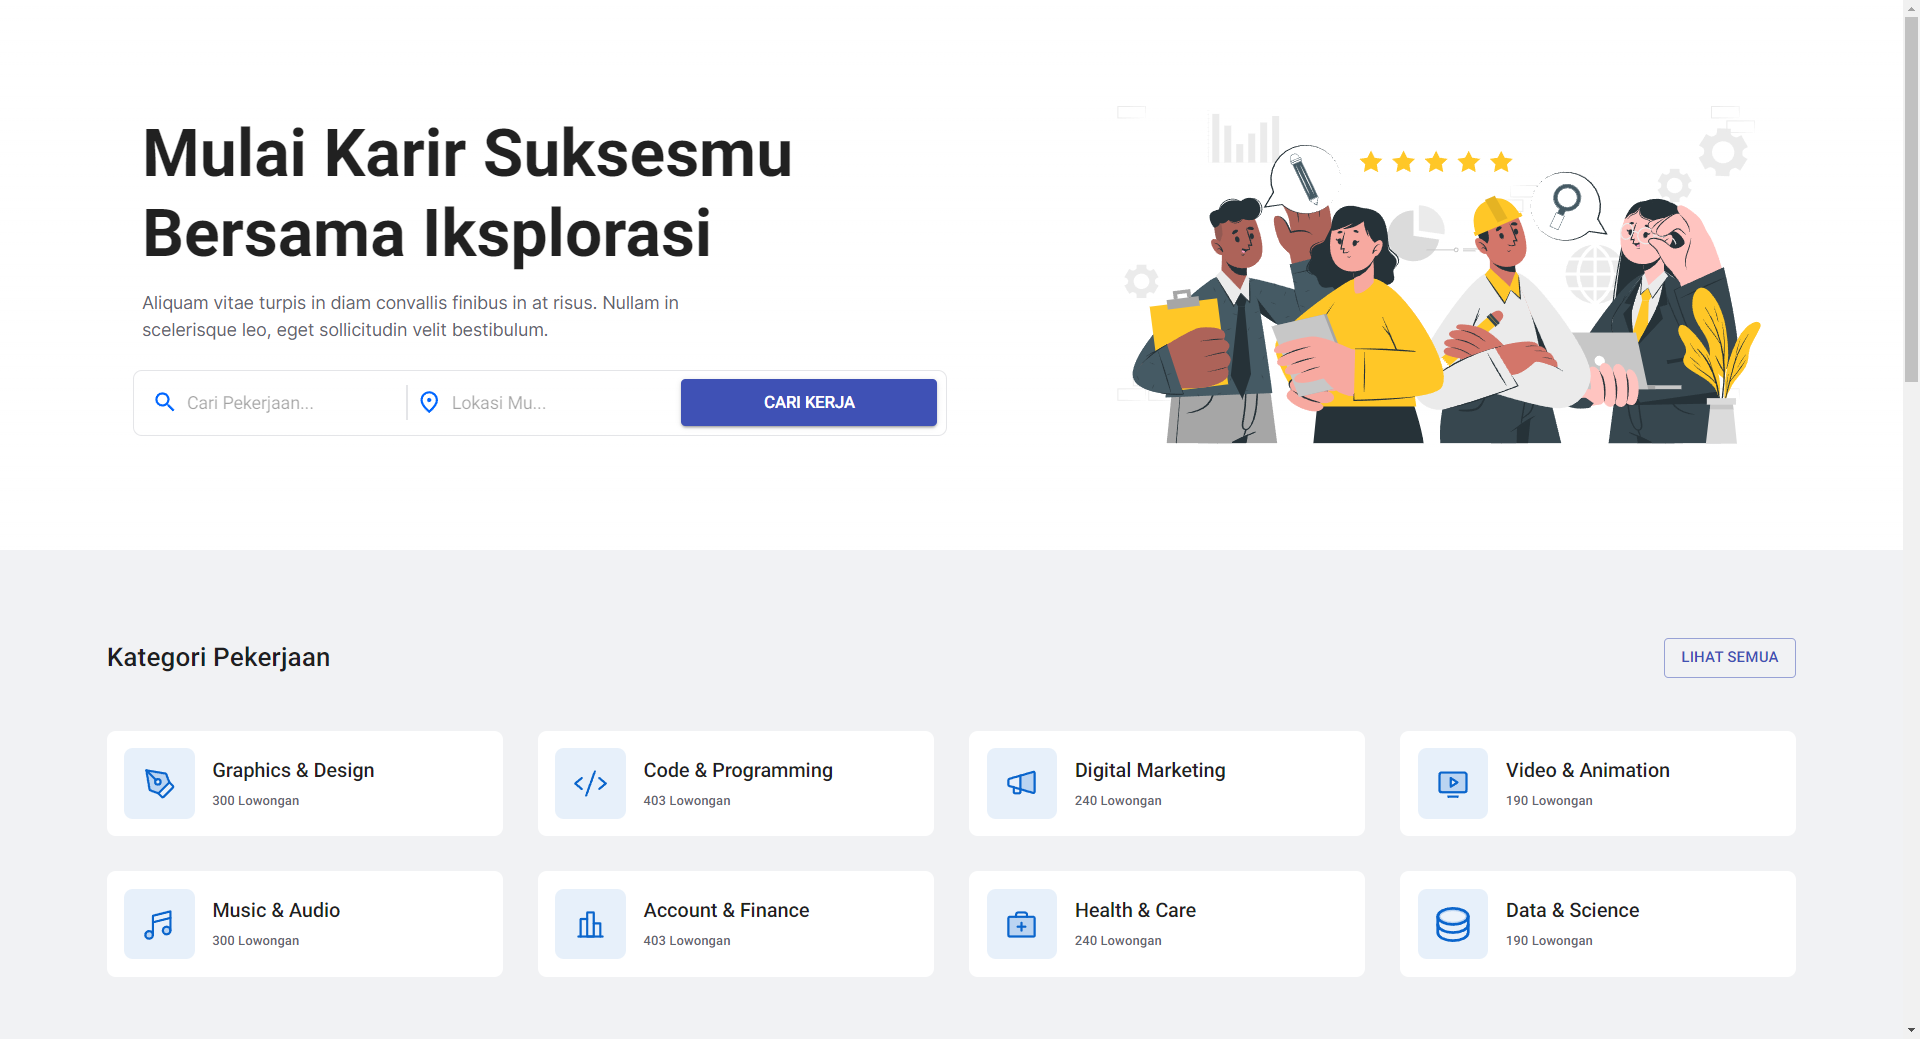 Mulai Karir Suksesmu
Bersama Iksplorasi
Aliquam vitae turpis in diam convallis finibus in at risus. Nullam in
scelerisque leo, eget sollicitudin velit bestibulum.
Cari Pekerjaan...
Lokasi Mu...
CARI KERJA
Kategori Pekerjaan
LIHAT SEMUA
Graphics & Design
300 Lowongan
Code & Programming
403 Lowongan
Digital Marketing
240 Lowongan
Video & Animation
190 Lowongan
Music & Audio
300 Lowongan
Account & Finance
403 Lowongan
Health & Care
240 Lowongan
Data & Science
190 Lowongan